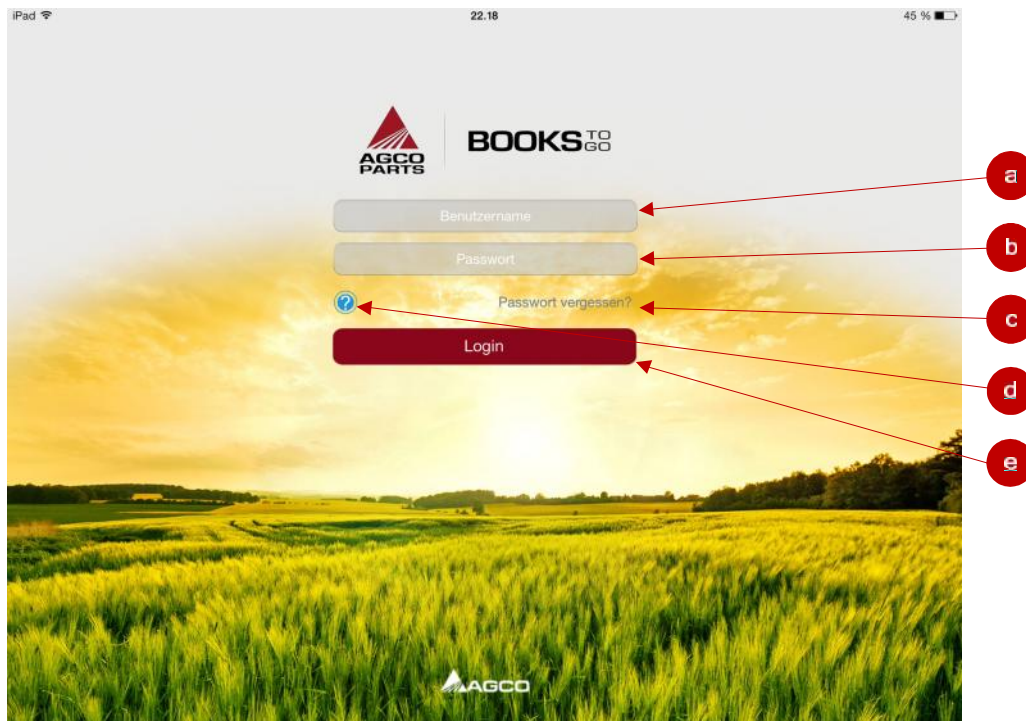 iPad 22.18 45 %
AGCO PARTS
BOOKS TO GO
a
Benutzername
b
Passwort
?
Passwort vergessen?
c
Login
d
e
AGCO